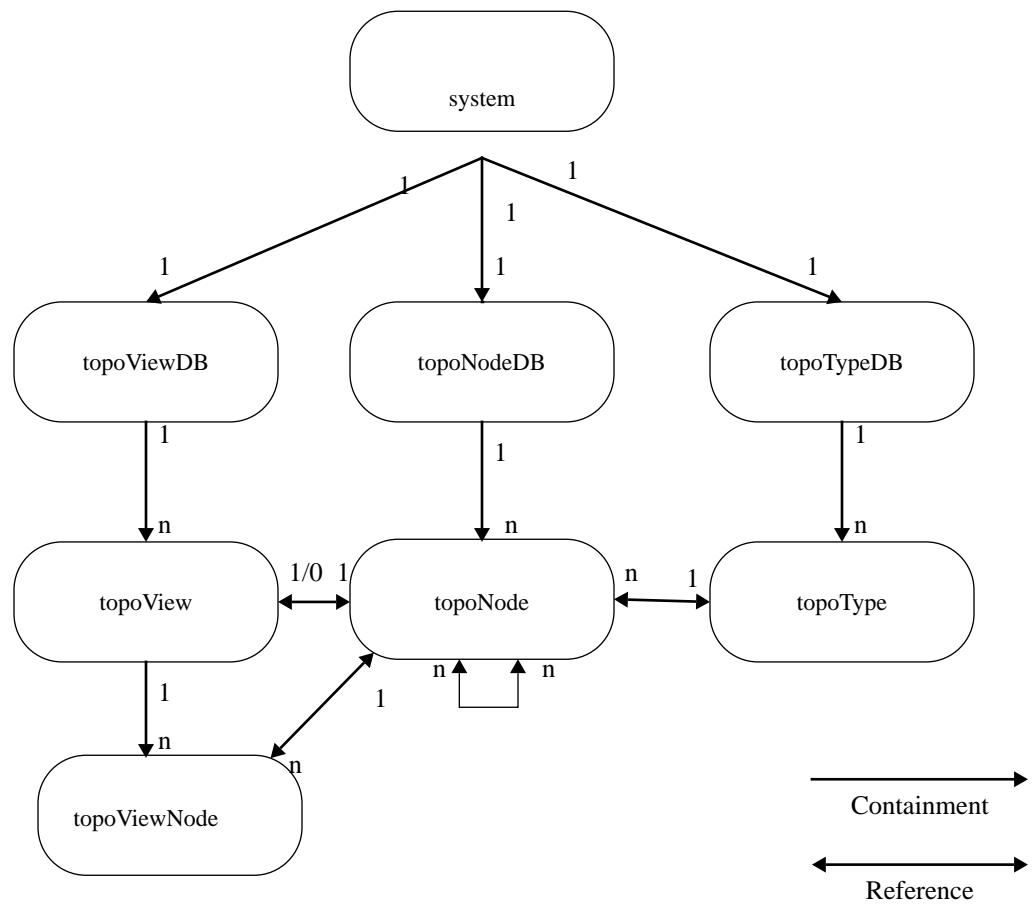 system
1 1 1
1 1 1
topoViewDB topoNodeDB topoTypeDB
1 1 1
n n n
1/0 1 n 1
topoView topoNode topoType
n n
1 1
n n
topoViewNode
Containment
Reference